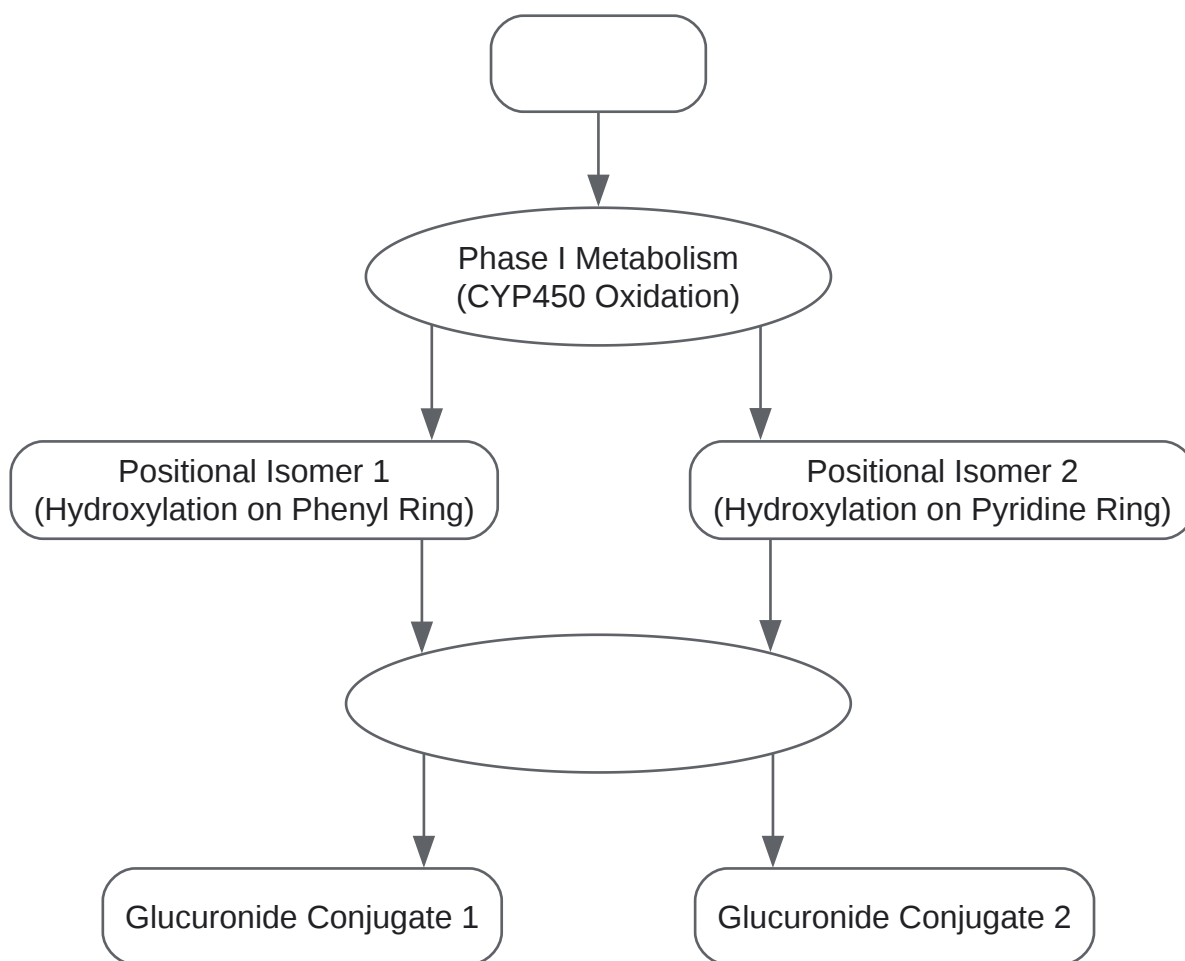 Phase I Metabolism
(CYP450 Oxidation)
Positional Isomer 1
(Hydroxylation on Phenyl Ring)
Positional Isomer 2
(Hydroxylation on Pyridine Ring)
Glucuronide Conjugate 1
Glucuronide Conjugate 2